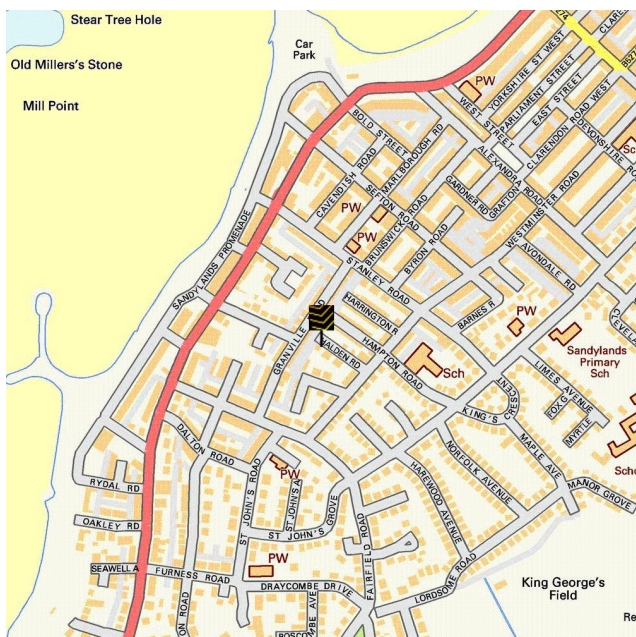 Stear Tree Hole
Old Millers's Stone
Mill Point
Car
Park
PW
YORKSHIRE ST WEST
PARLIAMENT STREET
WEST STREET
EAST STREET
CLARENDON ROAD WEST
DEVONSHIRE RO
BOLD STREET
MARLBOROUGH RD
CAVENDISH ROAD
ALEXANDRA ROAD
GARDNER RD
GRAFTON
SEFTON ROAD
PW
PW
BRUNSWICK ROAD
BYRON ROAD
WESTMINSTER ROAD
AVONDALE RD
STANLEY ROAD
SANDYLANDS PROMENADE
HARRINGTON R
BARNES R
PW
GRANVILLE
WALDEN RD
HAMPTON ROAD
Sch
Sandylands
Primary
Sch
LIMES AVENUE
FOX G
MYRTLE
KING'S CRESCENT
MAPLE AVE
NORFOLK AVENUE
HAREWOOD AVENUE
MANOR GROVE
Scho
DALTON ROAD
ST JOHN'S ROAD
PW
ST JOHN'S A
ST JOHN'S GROVE
RYDAL RD
OAKLEY RD
SEAWELL A
FURNESS ROAD
PW
DRAYCOMBE DRIVE
FAIRFIELD ROAD
LORDSOME ROAD
King George's
Field